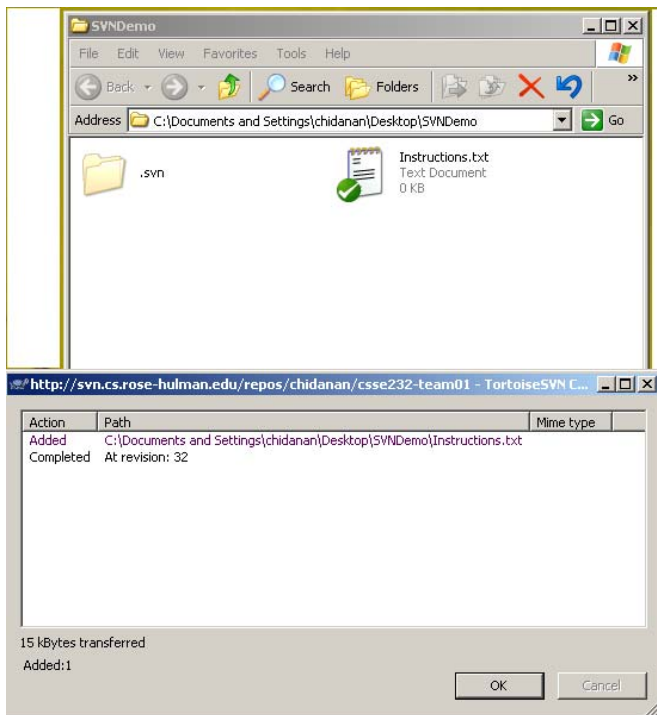 SVNDemo
File Edit View Favorites Tools Help
Back Search Folders »
Address C:\Documents and Settings\chidanan\Desktop\SVNDemo Go
.svn
Instructions.txt
Text Document
0 KB
http://svn.cs.rose-hulman.edu/repos/chidanan/csse232-team01 - TortoiseSVN C...
Action Path Mime type
Added C:\Documents and Settings\chidanan\Desktop\SVNDemo\Instructions.txt
Completed At revision: 32
15 kBytes transferred
Added:1
OK Cancel